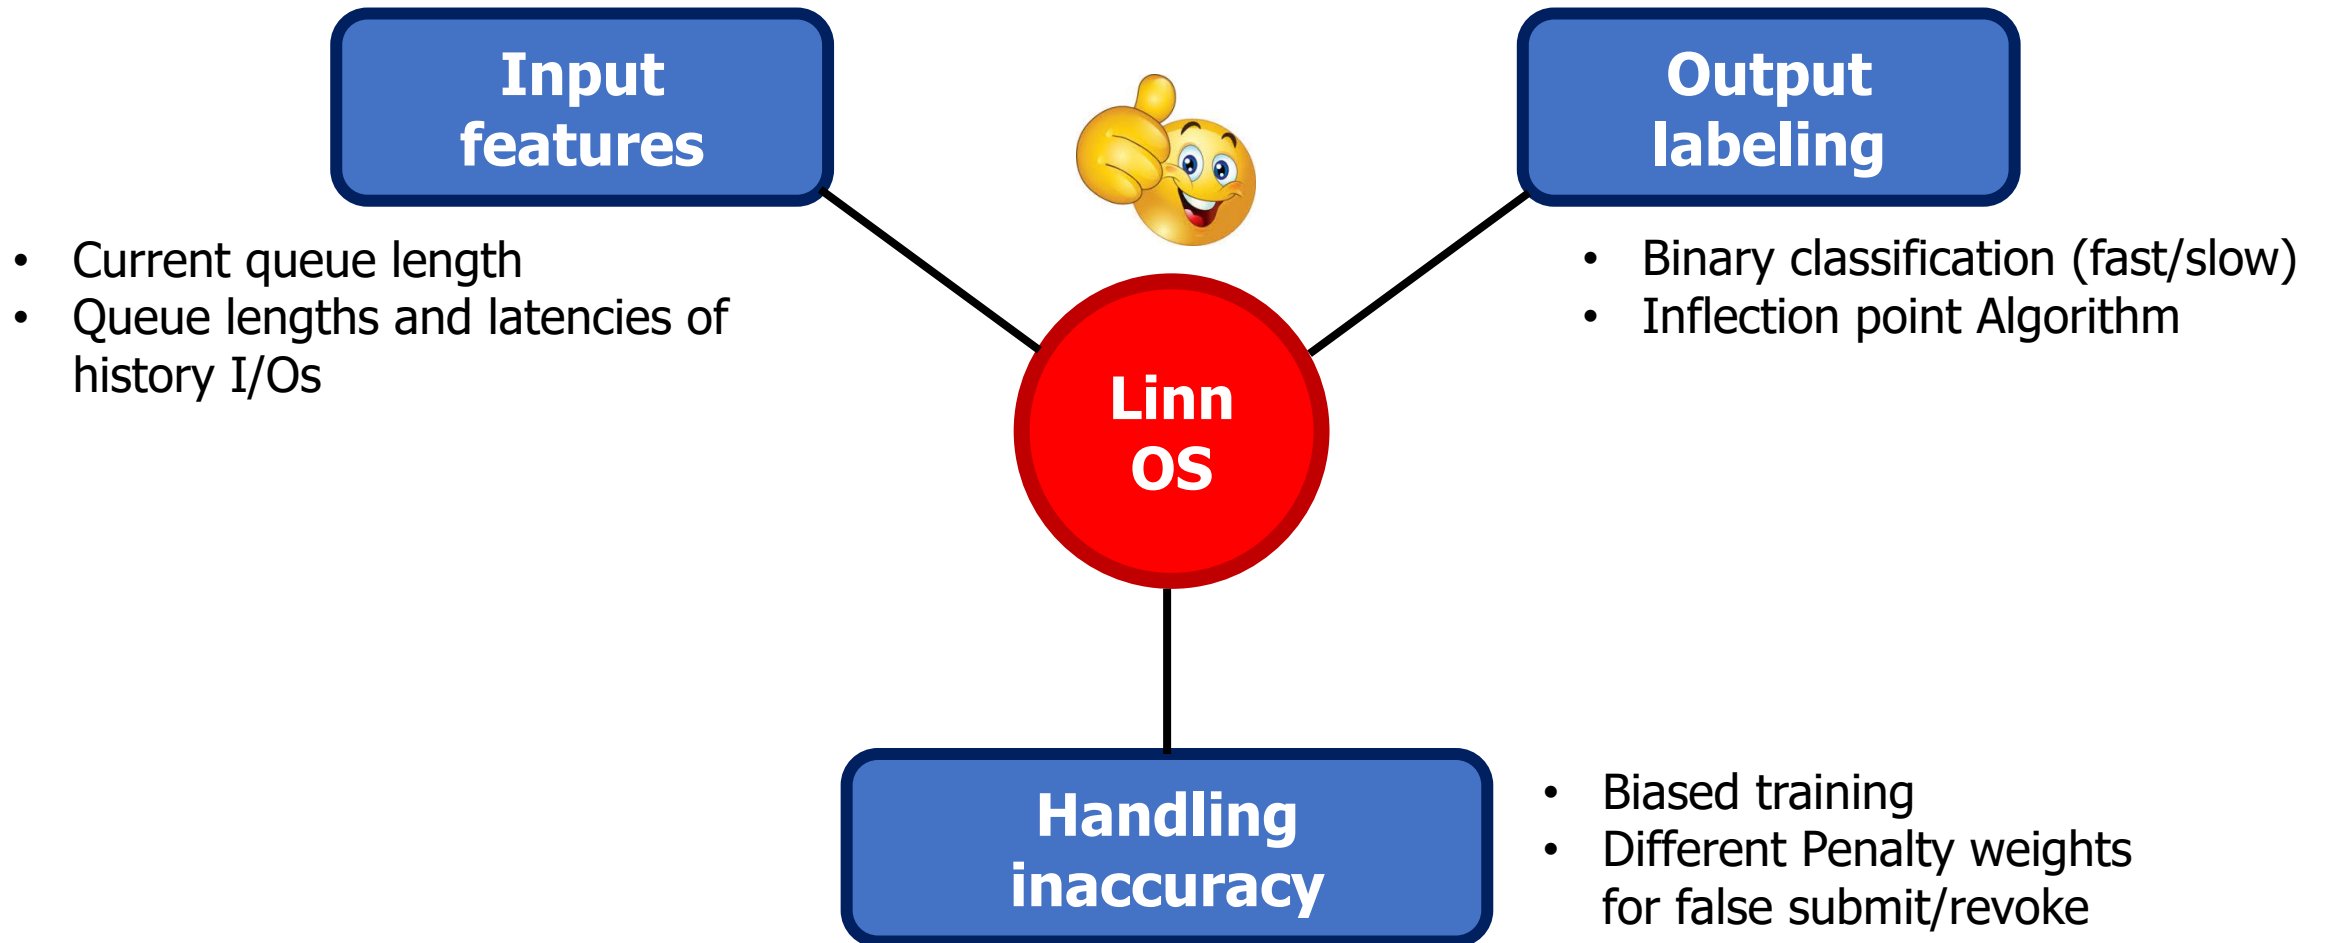 Input
features
• Current queue length
• Queue lengths and latencies of
history I/Os
Output
labeling
• Binary classification (fast/slow)
• Inflection point Algorithm
Linn
OS
Handling
inaccuracy
• Biased training
• Different Penalty weights
for false submit/revoke